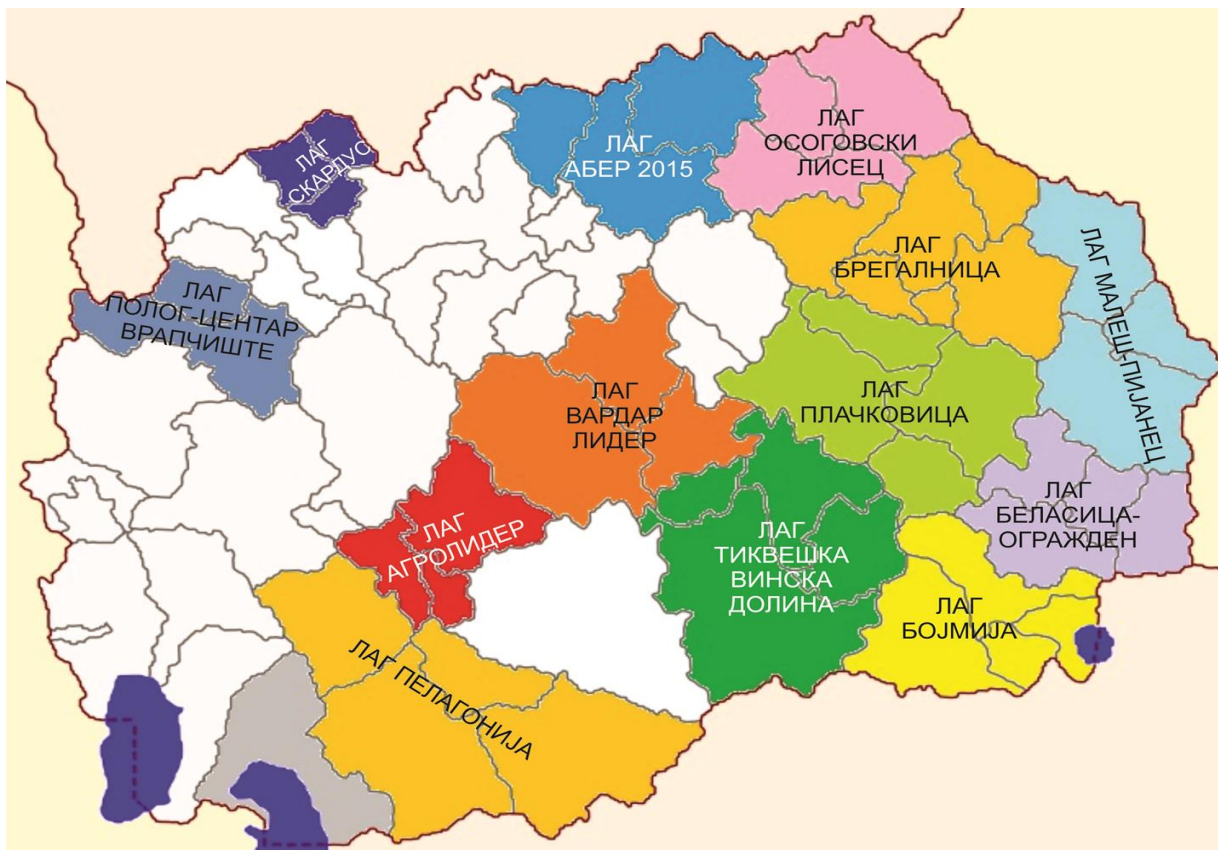 ЛАГ
СКАРДУС
ЛАГ
АБЕР 2015
ЛАГ
ОСОГОВСКИ
ЛИСЕЦ
ЛАГ
БРЕГАЛНИЦА
ЛАГ МАЛЕШ-ПИЈАНЕЦ
ЛАГ
ПОЛОГ-ЦЕНТАР
ВРАПЧИШТЕ
ЛАГ
ВАРДАР
ЛИДЕР
ЛАГ
ПЛАЧКОВИЦА
ЛАГ
АГРОЛИДЕР
ЛАГ
ТИКВЕШКА
ВИНСКА
ДОЛИНА
ЛАГ
БЕЛАСИЦА-
ОГРАЖДЕН
ЛАГ
БОЈМИЈА
ЛАГ ПЕЛАГОНИЈА